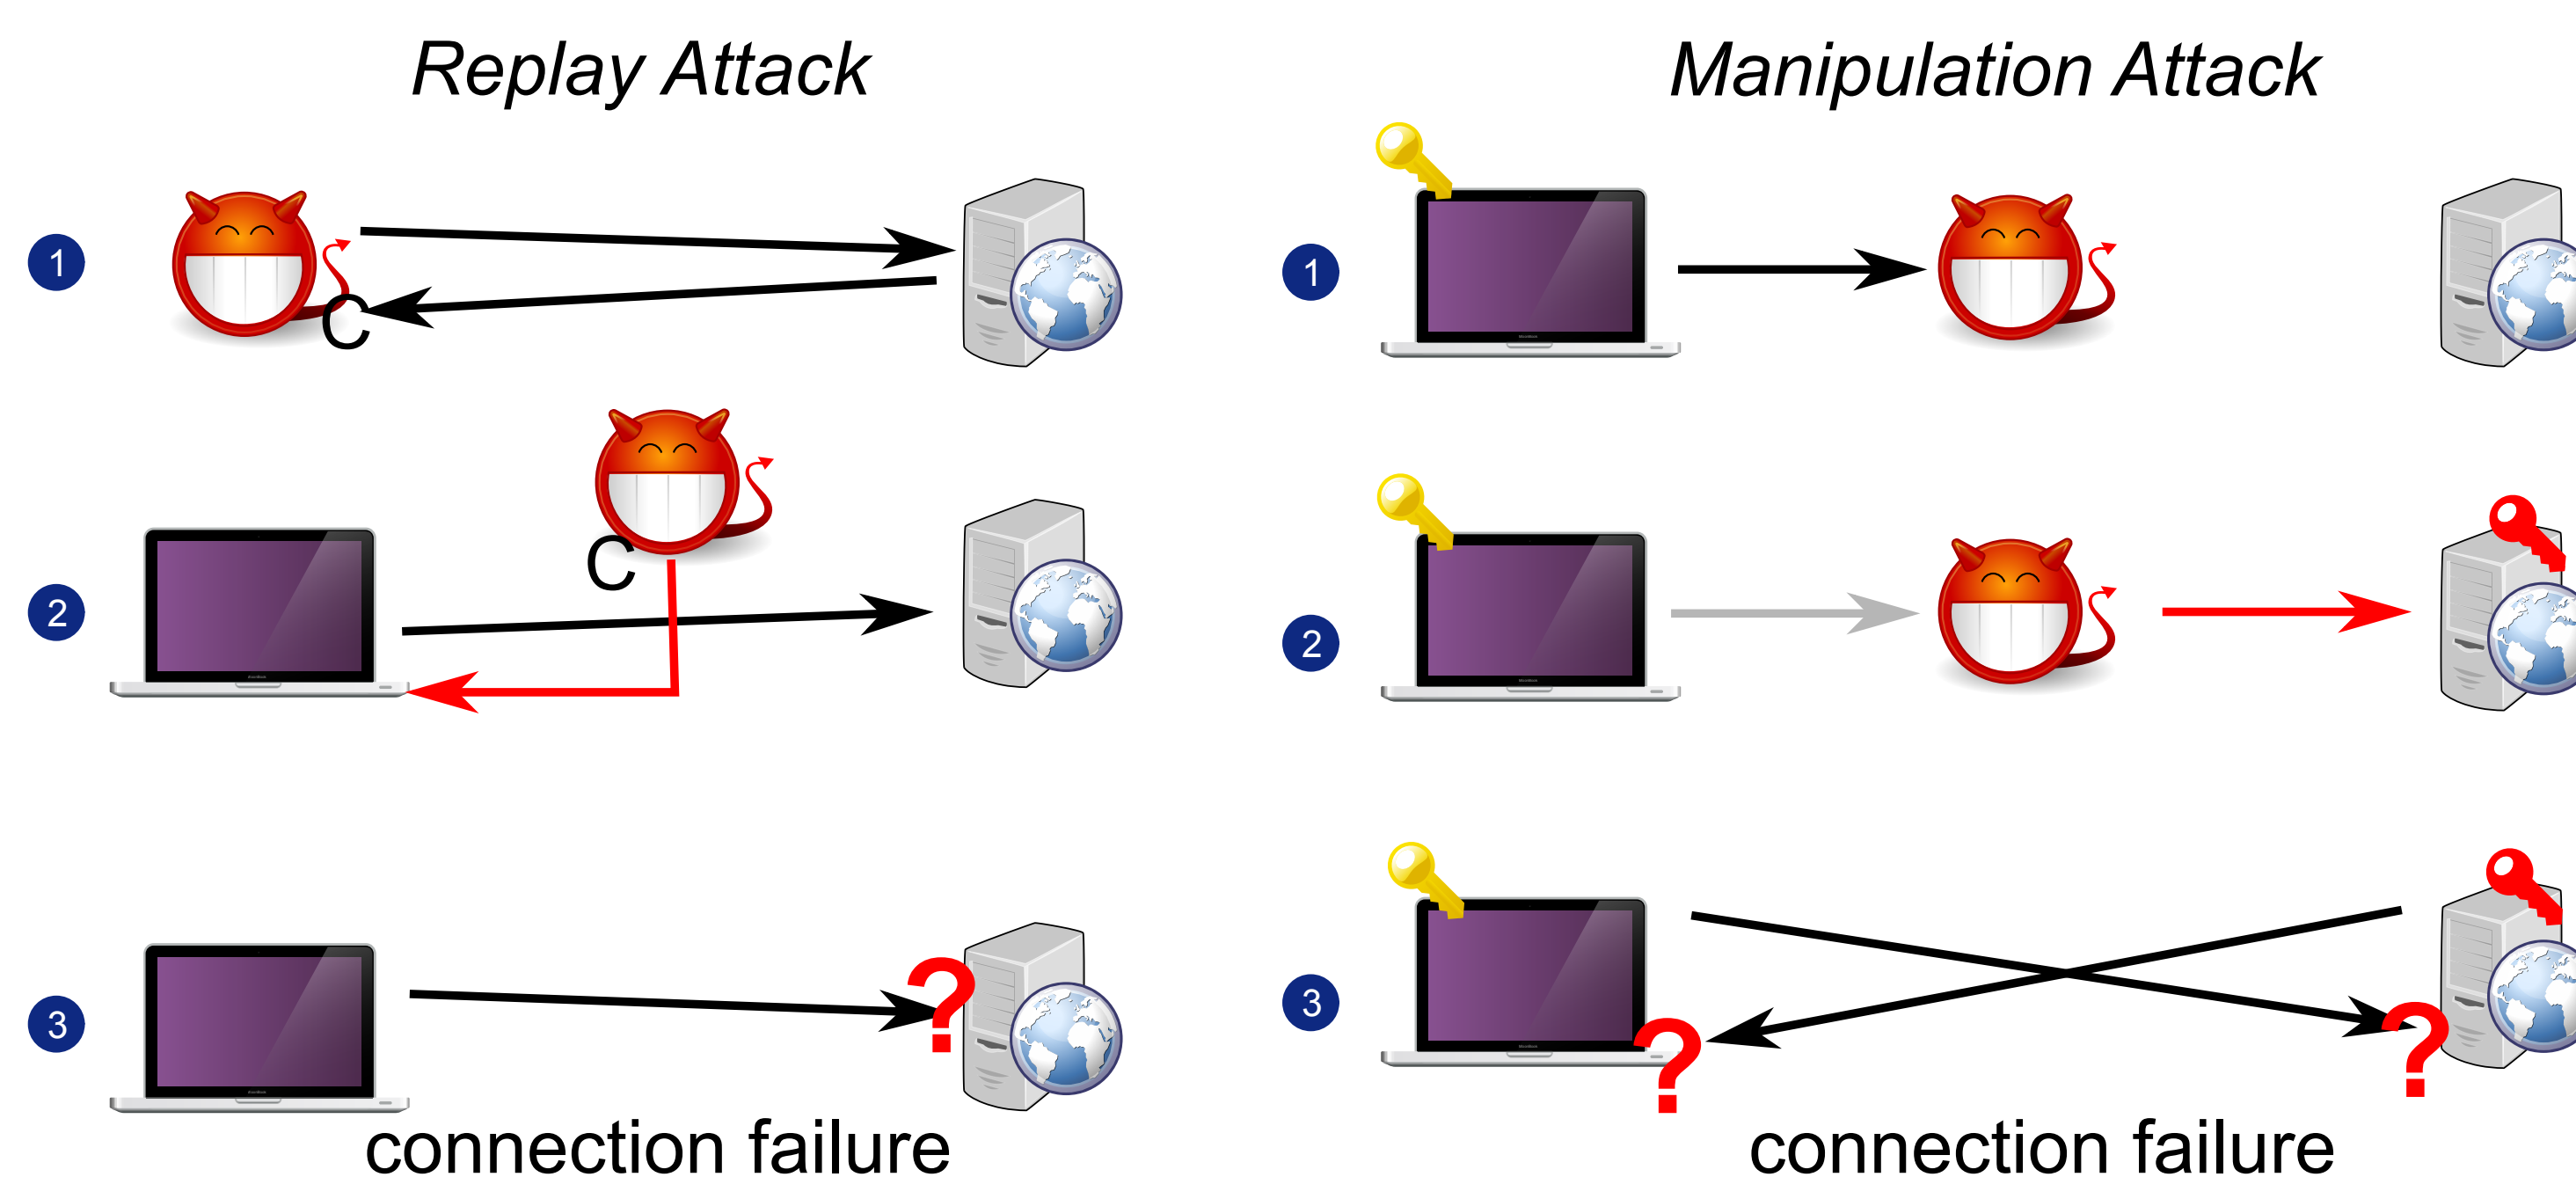 Replay Attack
1
C
2
C
3
?
connection failure
Manipulation Attack
1
2
3
?
?
connection failure